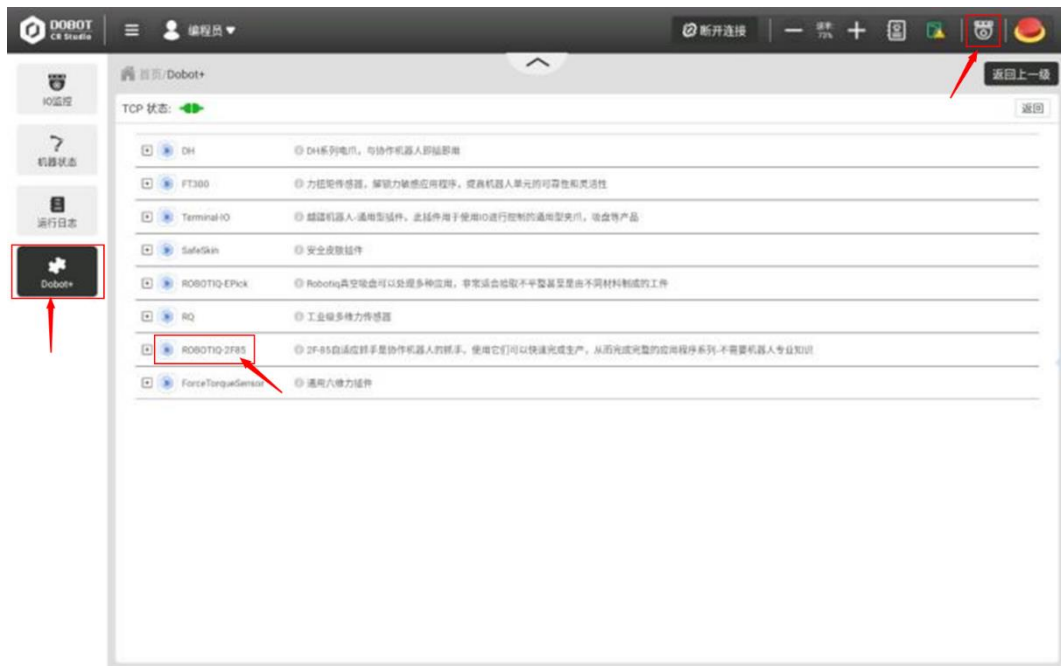 DOBOT
CR Studio
编程员
断开连接
速率:
73%
首页/Dobot+
返回上一级
IO监控
TCP 状态:
返回
机器状态
运行日志
Dobot+
DH DH系列电爪，与协作机器人即插即用
FT300 力扭矩传感器，解锁力敏感应用程序，提高机器人单元的可靠性和灵活性
Terminal-IO 越疆机器人-通用型插件，此插件用于使用IO进行控制的通用型夹爪，吸盘等产品
SafeSkin 安全皮肤插件
ROBOTIQ-EPick Robotiq真空吸盘可以处理多种应用，非常适合拾取不平整甚至是由不同材料制成的工件
RQ 工业级多维力传感器
ROBOTIQ-2F85 2F-85自适应抓手是协作机器人的抓手，使用它们可以快速完成生产，从而完成完整的应用程序系列-不需要机器人专业知识
ForceTorqueSensor 通用六维力插件